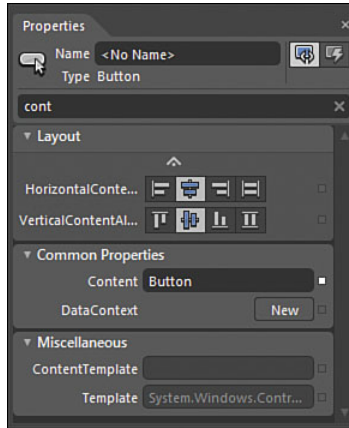 Properties
Name <No Name>
Type Button
cont
Layout
HorizontalConte...
VerticalContentAl...
Common Properties
Content Button
DataContext New
Miscellaneous
ContentTemplate
Template System.Windows.Contr...